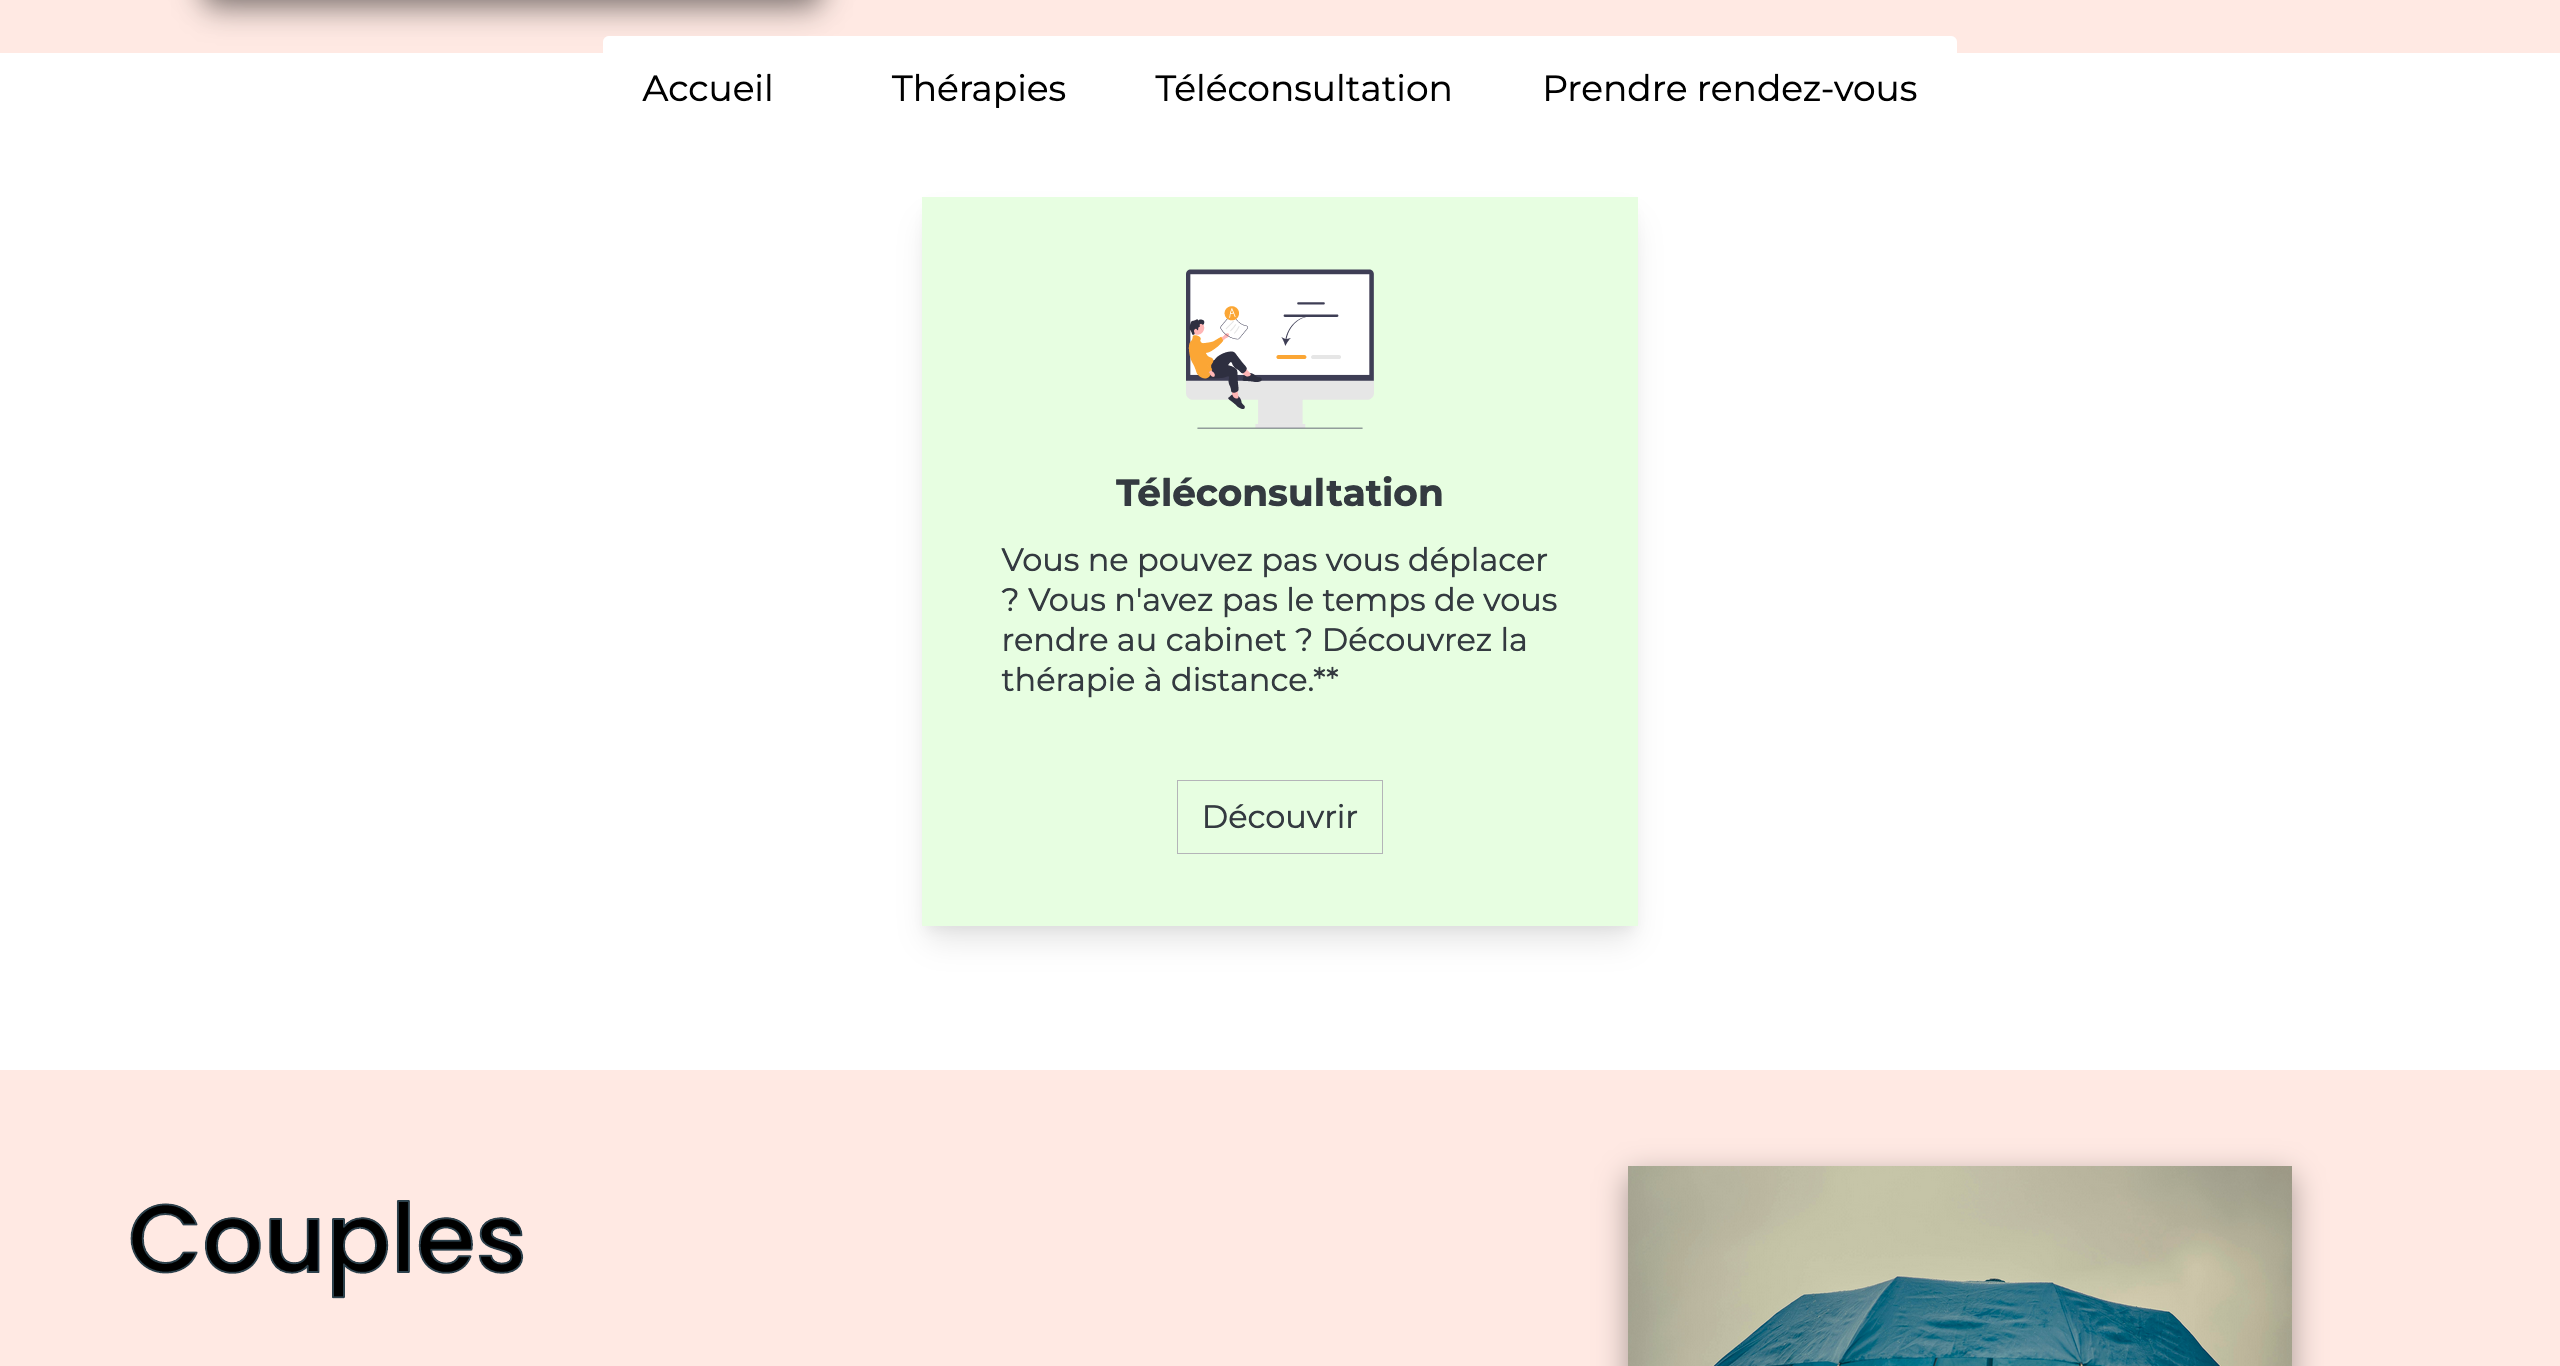 Accueil Thérapies Téléconsultation Prendre rendez-vous
A
Téléconsultation
Vous ne pouvez pas vous déplacer
? Vous n'avez pas le temps de vous
rendre au cabinet ? Découvrez la
thérapie à distance.**
Découvrir
Couples